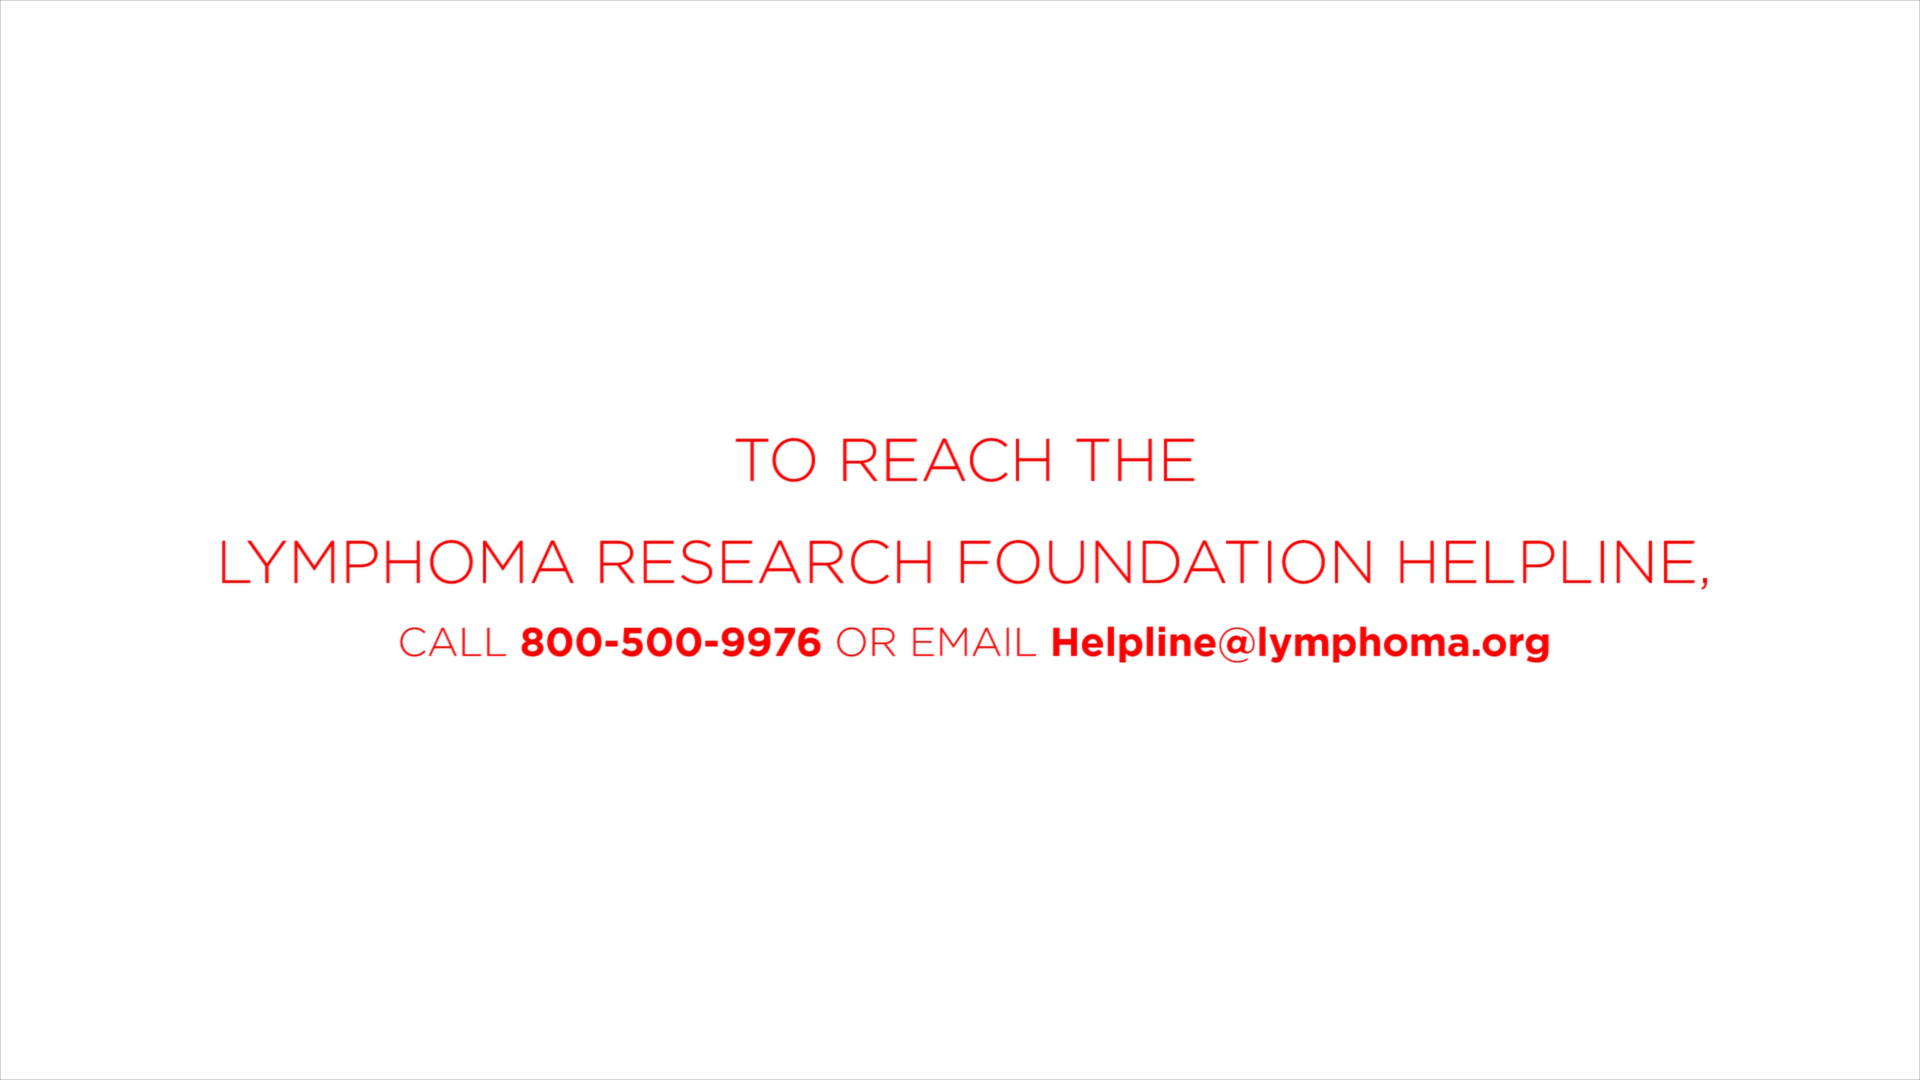 TO REACH THE
LYMPHOMA RESEARCH FOUNDATION HELPLINE,
CALL 800-500-9976 OR EMAIL Helpline@lymphoma.org